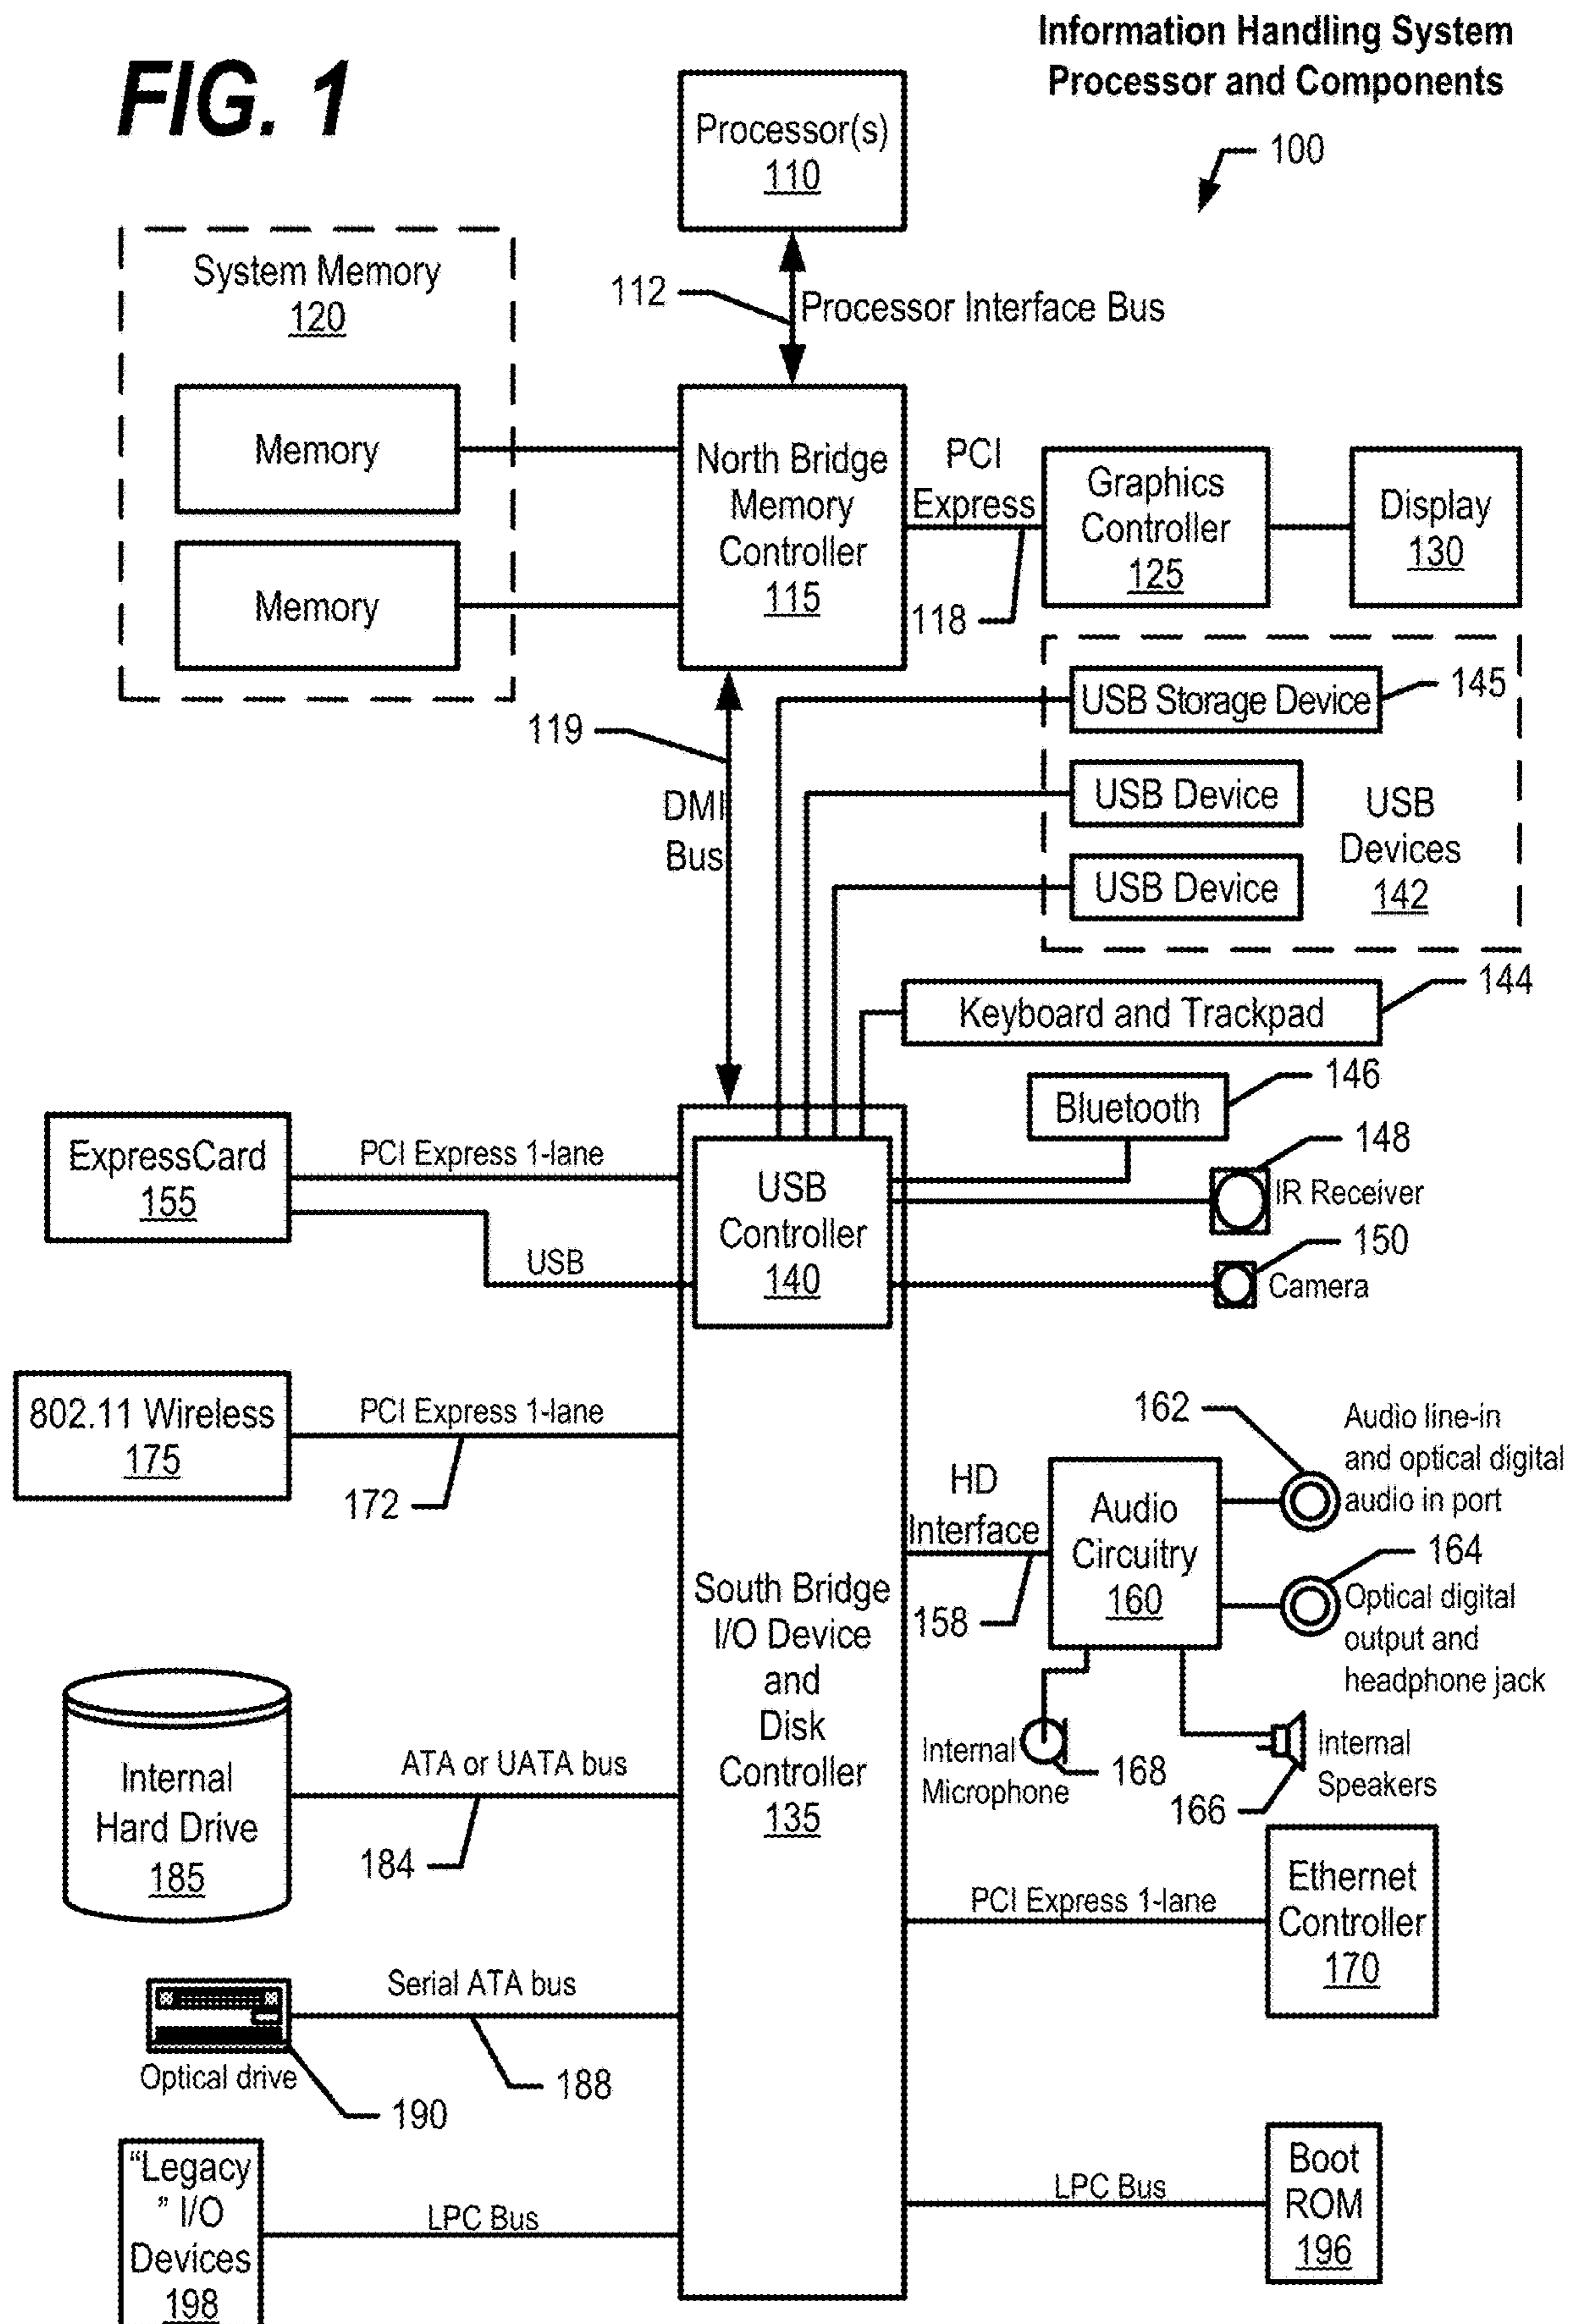 Information Handling System
Processor and Components
FIG. 1
100
Processor(s)
110
System Memory
120
112
Processor Interface Bus
Memory
Memory
North Bridge
Memory
Controller
115
PCI
Express
118
Graphics
Controller
125
Display
130
119
DMI
Bus
USB Storage Device
145
USB Device
USB Device
USB
Devices
142
Keyboard and Trackpad
144
Bluetooth
146
148
IR Receiver
150
Camera
ExpressCard
155
PCI Express 1-lane
USB
USB
Controller
140
802.11 Wireless
175
PCI Express 1-lane
172
162
Audio line-in
and optical digital
audio in port
HD
Interface
158
Audio
Circuitry
160
164
Optical digital
output and
headphone jack
South Bridge
I/O Device
and
Disk
Controller
135
Internal
Microphone
168
166
Internal
Speakers
Internal
Hard Drive
185
ATA or UATA bus
184
PCI Express 1-lane
Ethernet
Controller
170
Serial ATA bus
188
Optical drive
190
“Legacy
” I/O
Devices
198
LPC Bus
LPC Bus
Boot
ROM
196